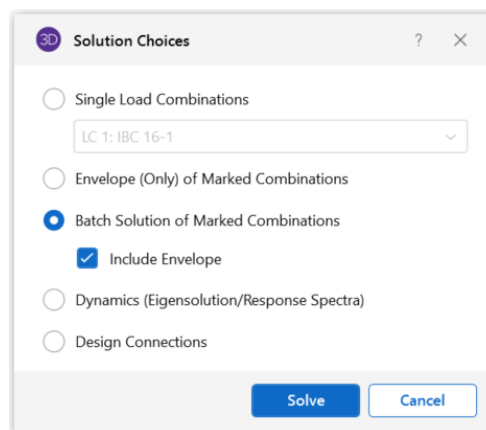 3D Solution Choices ?
Single Load Combinations
LC 1: IBC 16-1
Envelope (Only) of Marked Combinations
Batch Solution of Marked Combinations
Include Envelope
Dynamics (Eigensolution/Response Spectra)
Design Connections
Solve Cancel